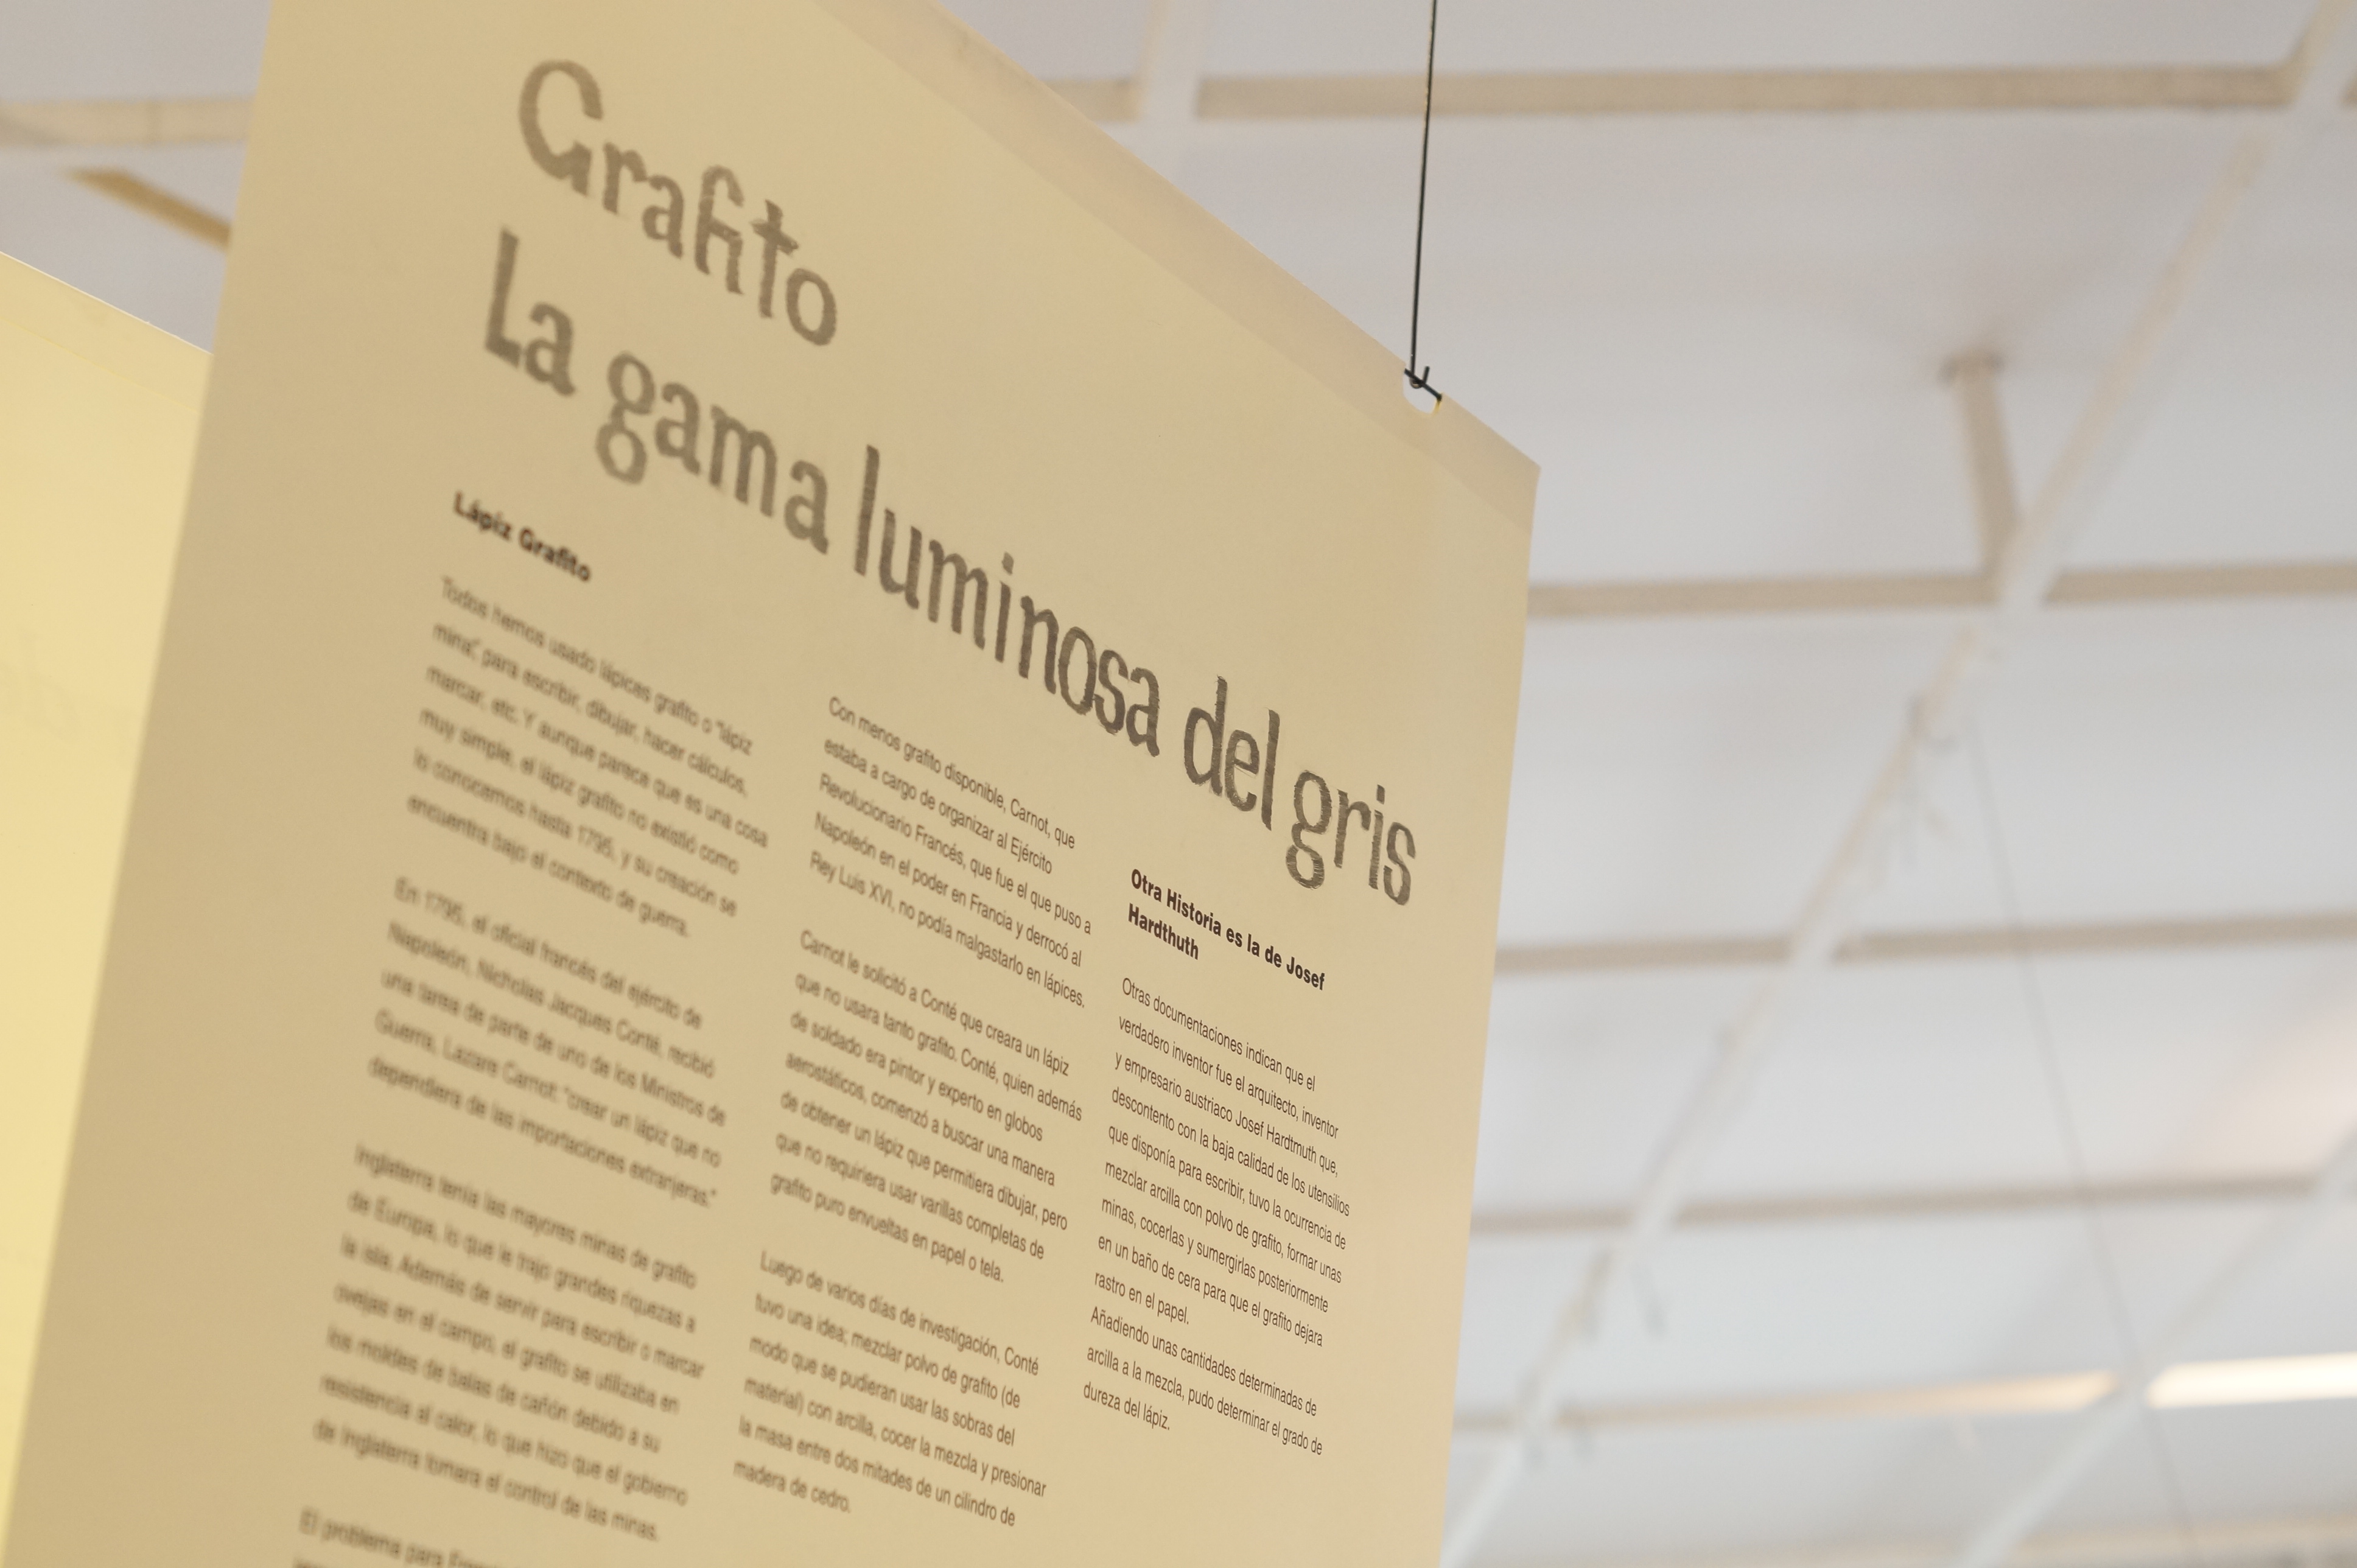 Grafito
La gama luminosa del gris
Lápiz Grafito
Todos hemos usado lápices grafito o "lápiz
mina", para escribir, dibujar, hacer cálculos,
marcar, etc. Y aunque parece que es una cosa
muy simple, el lápiz grafito no existió como
lo conocemos hasta 1795, y su creación se
encuentra bajo el contexto de guerra.
En 1795, el oficial francés del ejército de
Napoleón, Nicholas Jacques Conté, recibió
una tarea de parte de uno de los Ministros de
Guerra, Lazare Carnot: "crear un lápiz que no
dependiera de las importaciones extranjeras."
Inglaterra tenía las mayores minas de grafito
de Europa, lo que le trajo grandes riquezas a
la isla. Además de servir para escribir o marcar
ovejas en el campo, el grafito se utilizaba en
los moldes de balas de cañón debido a su
resistencia al calor, lo que hizo que el gobierno
de Inglaterra tomara el control de las minas.
El problema para
Con menos grafito disponible, Carnot, que
estaba a cargo de organizar al Ejército
Revolucionario Francés, que fue el que puso a
Napoleón en el poder en Francia y derrocó al
Rey Luis XVI, no podía malgastarlo en lápices.
Carnot le solicitó a Conté que creara un lápiz
que no usara tanto grafito. Conté, quien además
de soldado era pintor y experto en globos
aerostáticos, comenzó a buscar una manera
de obtener un lápiz que permitiera dibujar, pero
que no requiriera usar varillas completas de
grafito puro envueltas en papel o tela.
Luego de varios días de investigación, Conté
tuvo una idea; mezclar polvo de grafito (de
modo que se pudieran usar las sobras del
material) con arcilla, cocer la mezcla y presionar
la masa entre dos mitades de un cilindro de
madera de cedro.
Otra Historia es la de Josef
Hardthuth
Otras documentaciones indican que el
verdadero inventor fue el arquitecto, inventor
y empresario austriaco Josef Hardtmuth que,
descontento con la baja calidad de los utensilios
que disponía para escribir, tuvo la ocurrencia de
mezclar arcilla con polvo de grafito, formar unas
minas, cocerlas y sumergirlas posteriormente
en un baño de cera para que el grafito dejara
rastro en el papel.
Añadiendo unas cantidades determinadas de
arcilla a la mezcla, pudo determinar el grado de
dureza del lápiz.